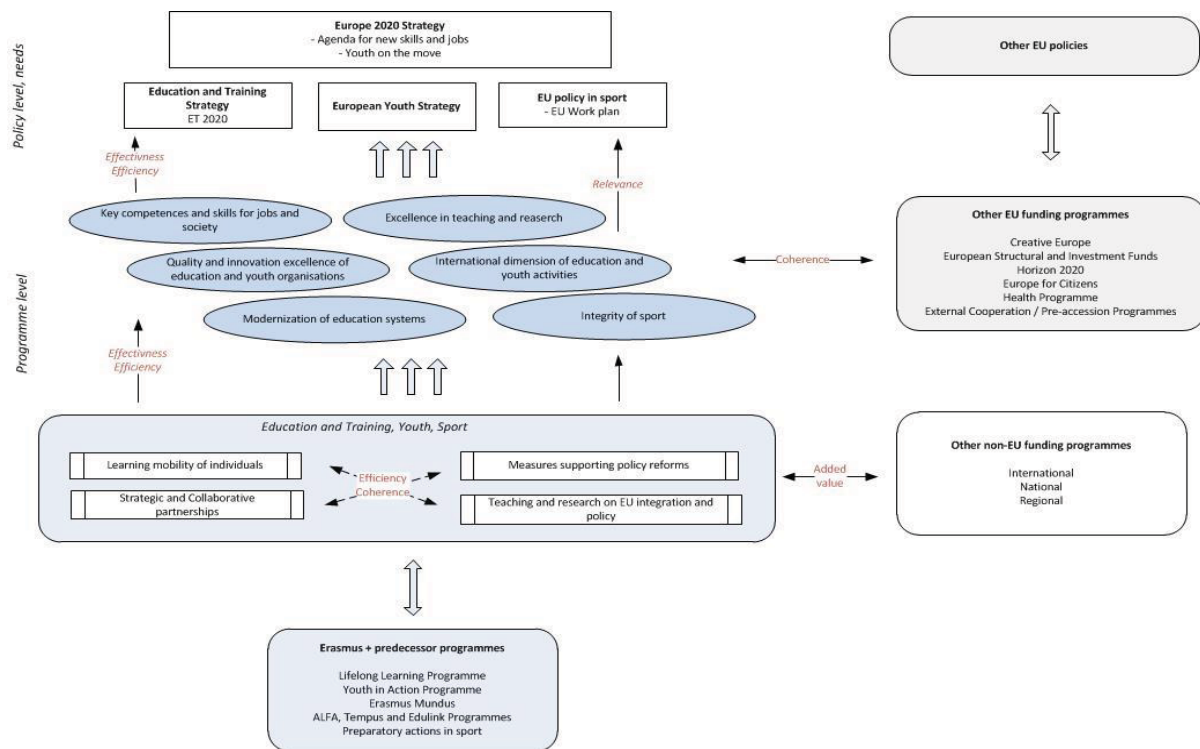 Europe 2020 Strategy
- Agenda for new skills and jobs
- Youth on the move
Policy level, needs
Education and Training
Strategy
ET 2020
European Youth Strategy
EU policy in sport
- EU Work plan
Other EU policies
Effectivness
Efficiency
Relevance
Key competences and skills for jobs and
society
Excellence in teaching and reaserch
Quality and innovation excellence of
education and youth organisations
International dimension of education and
youth activities
Modernization of education systems
Integrity of sport
Coherence
Other EU funding programmes
Creative Europe
European Structural and Investment Funds
Horizon 2020
Europe for Citizens
Health Programme
External Cooperation / Pre-accession Programmes
Programme level
Effectivness
Efficiency
Education and Training, Youth, Sport
Learning mobility of individuals
Strategic and Collaborative
partnerships
Efficiency
Coherence
Measures supporting policy reforms
Teaching and research on EU integration and
policy
Added
value
Other non-EU funding programmes
International
National
Regional
Erasmus + predecessor programmes
Lifelong Learning Programme
Youth in Action Programme
Erasmus Mundus
ALFA, Tempus and Edulink Programmes
Preparatory actions in sport